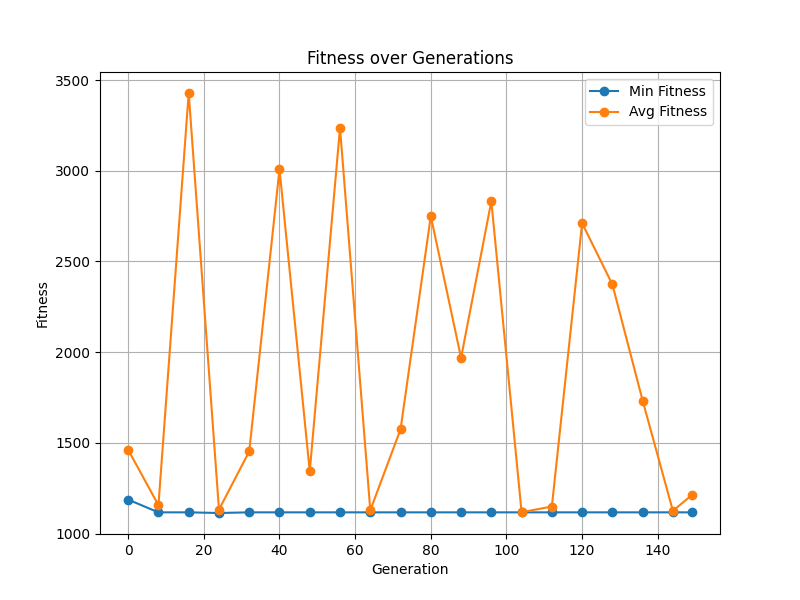 Fitness over Generations
Min Fitness
Avg Fitness
3500
3000
2500
2000
1500
1000
Fitness
0 20 40 60 80 100 120 140
Generation